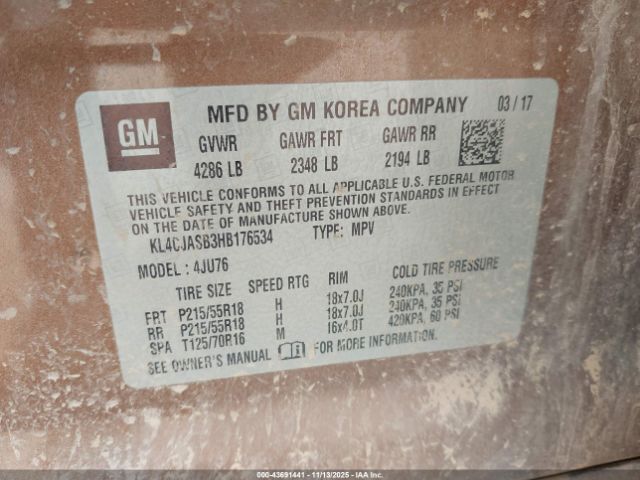 GM MFD BY GM KOREA COMPANY 03 / 17
GVWR GAWR FRT GAWR RR
4286 LB 2348 LB 2194 LB
THIS VEHICLE CONFORMS TO ALL APPLICABLE U.S. FEDERAL MOTOR
VEHICLE SAFETY AND THEFT PREVENTION STANDARDS IN EFFECT
ON THE DATE OF MANUFACTURE SHOWN ABOVE.
KL4CJASB3HB176534 TYPE: MPV
MODEL : 4JU76
TIRE SIZE SPEED RTG RIM COLD TIRE PRESSURE
FRT P215/55R18 H 18x7.0J 240KPA, 35 PSI
RR P215/55R18 H 18x7.0J 240KPA, 35 PSI
SPA T125/70R16 M 16x4.0T 420KPA, 60 PSI
SEE OWNER'S MANUAL FOR MORE INFORMATION.
000-43691441 - 11/13/2025 - IAAI.com